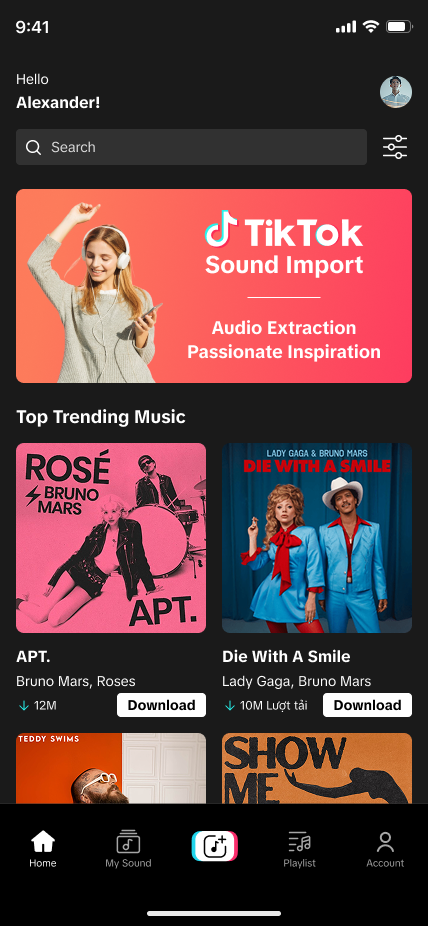 9:41
Hello
Alexander!
Search
TikTok
Sound Import
Audio Extraction
Passionate Inspiration
Top Trending Music
ROSÉ
BRUNO
MARS
APT.
LADY GAGA & BRUNO MARS
DIE WITH A SMILE
APT.
Bruno Mars, Roses
12M
Download
Die With A Smile
Lady Gaga, Bruno Mars
10M Lượt tải
Download
TEDDY SWIMS
SHOW
ME
Home
My Sound
Playlist
Account